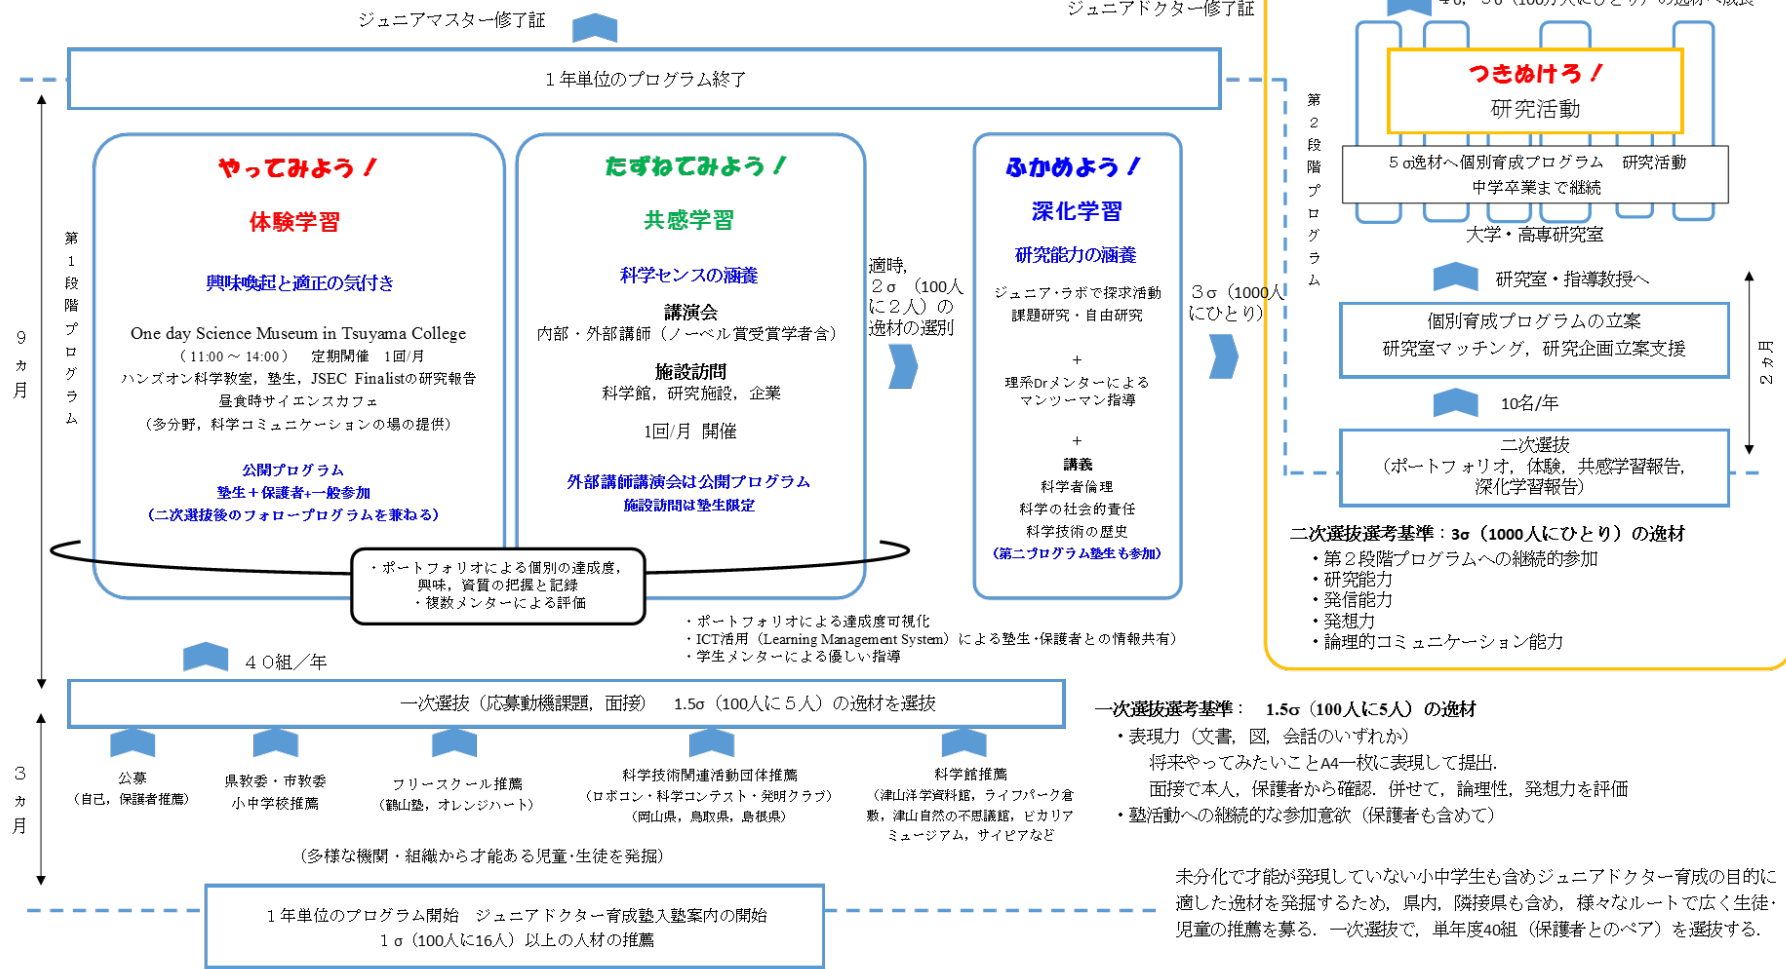 ジュニアマスター修了証
ジュニアドクター修了証
1年単位のプログラム終了
第1段階プログラム
9ヵ月
やってみよう！
体験学習
興味喚起と適正の気付き
One day Science Museum in Tsuyama College
（11:00 ～ 14:00）　定期開催　1回/月
ハンズオン科学教室，塾生，JSEC Finalistの研究報告
昼食時サイエンスカフェ
（多分野，科学コミュニケーションの場の提供）
公開プログラム
塾生＋保護者+一般参加
（二次選抜後のフォロープログラムを兼ねる）
たずねてみよう！
共感学習
科学センスの涵養
講演会
内部・外部講師（ノーベル賞受賞学者含）
施設訪問
科学館，研究施設，企業
1回/月 開催
外部講師講演会は公開プログラム
施設訪問は塾生限定
・ポートフォリオによる個別の達成度，
興味，資質の把握と記録
・複数メンターによる評価
適時，
２σ （100人
に２人）の
逸材の選別
ふかめよう！
深化学習
研究能力の涵養
ジュニア・ラボで探求活動
課題研究・自由研究
+
理系Drメンターによる
マンツーマン指導
+
講義
科学者倫理
科学の社会的責任
科学技術の歴史
（第二プログラム塾生も参加）
３σ（1000人
にひとり）
・ポートフォリオによる達成度可視化
・ICT活用（Learning Management System）による塾生・保護者との情報共有）
・学生メンターによる優しい指導
４０組／年
一次選抜（応募動機課題，面接）　1.5σ（100人に５人）の逸材を選抜
3ヵ月
公募
（自己，保護者推薦）
県教委・市教委
小中学校推薦
フリースクール推薦
（鶴山塾，オレンジハート）
科学技術関連活動団体推薦
（ロボコン・科学コンテスト・発明クラブ）
（岡山県，鳥取県，島根県）
科学館推薦
（津山洋学資料館，ライフパーク倉
敷，津山自然の不思議館，ビカリア
ミュージアム，サイピアなど
（多様な機関・組織から才能ある児童・生徒を発掘）
１年単位のプログラム開始　ジュニアドクター育成塾入塾案内の開始
１σ（100人に16人）以上の人材の推薦
4σ，5σ（100万人にひとり）の逸材へ成長
つきぬけろ！
研究活動
５σ逸材へ個別育成プログラム　研究活動
中学卒業まで継続
大学・高専研究室
第2段階プログラム
研究室・指導教授へ
個別育成プログラムの立案
研究室マッチング，研究企画立案支援
2ヵ月
10名/年
二次選抜
（ポートフォリオ，体験，共感学習報告，
深化学習報告）
二次選抜選考基準：3σ（1000人にひとり）の逸材
・第２段階プログラムへの継続的参加
・研究能力
・発信能力
・発想力
・論理的コミュニケーション能力
一次選抜選考基準：　1.5σ（100人に5人）の逸材
・表現力（文書，図，会話のいずれか）
将来やってみたいことA4一枚に表現して提出．
面接で本人，保護者から確認．併せて，論理性，発想力を評価
・塾活動への継続的な参加意欲（保護者も含めて）
未分化で才能が発現していない小中学生も含めジュニアドクター育成の目的に
適した逸材を発掘するため，県内，隣接県も含め，様々なルートで広く生徒・
児童の推薦を募る．一次選抜で，単年度40組（保護者とのペア）を選抜する．